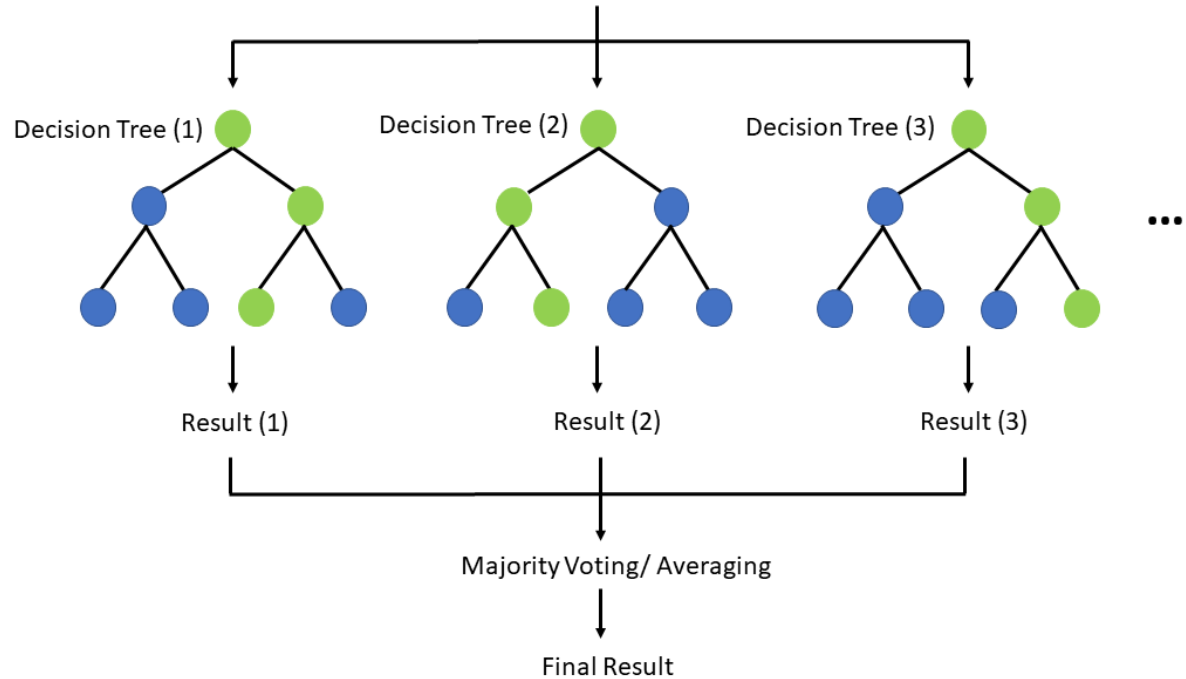 Decision Tree (1)
Decision Tree (2)
Decision Tree (3)
...
Result (1)
Result (2)
Result (3)
Majority Voting/ Averaging
Final Result